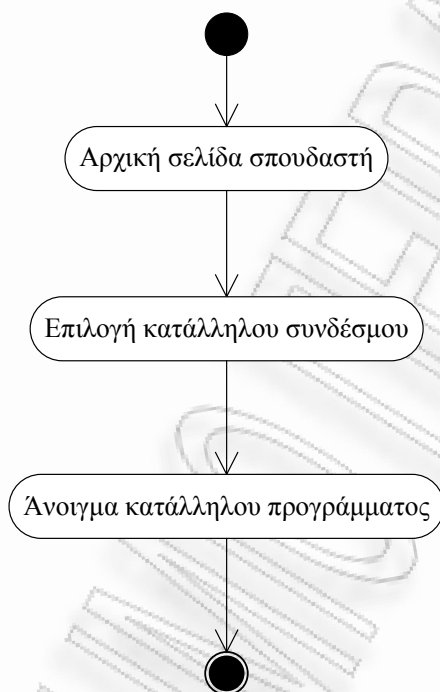 Αρχική σελίδα σπουδαστή
Επιλογή κατάλληλου συνδέσμου
Άνοιγμα κατάλληλου προγράμματος